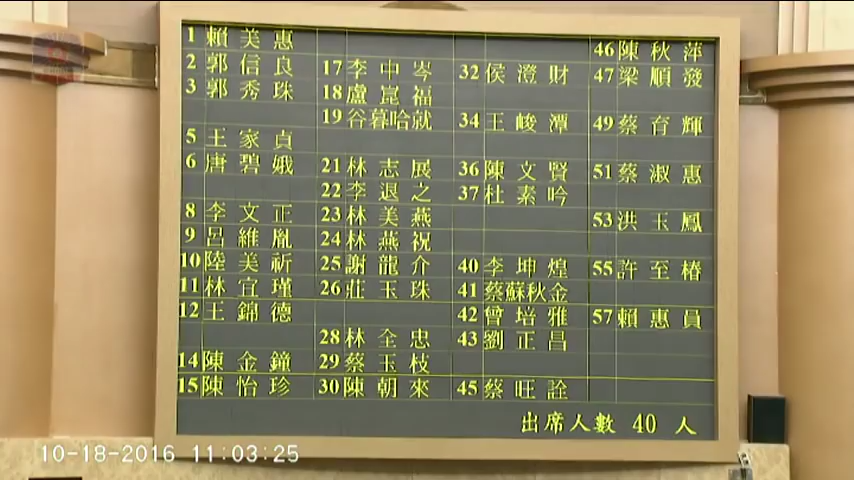 1 賴美惠
2 郭信良
3 郭秀珠
5 王家貞
6 唐碧娥
8 李文正
9 呂維胤
10 陸美祈
11 林宜瑾
12 王錦德
14 陳金鐘
15 陳怡珍
17 李中岑
18 盧崑福
19 谷暮哈就
21 林志展
22 李退之
23 林美燕
24 林燕祝
25 謝龍介
26 莊玉珠
28 林全忠
29 蔡玉枝
30 陳朝來
32 侯澄財
34 王峻潭
36 陳文賢
37 杜素吟
40 李坤煌
41 蔡蘇秋金
42 曾培雅
43 劉正昌
45 蔡旺詮
46 陳秋萍
47 梁順發
49 蔡育輝
51 蔡淑惠
53 洪玉鳳
55 許至椿
57 賴惠員
出席人數 40 人
10-18-2016 11:03:25